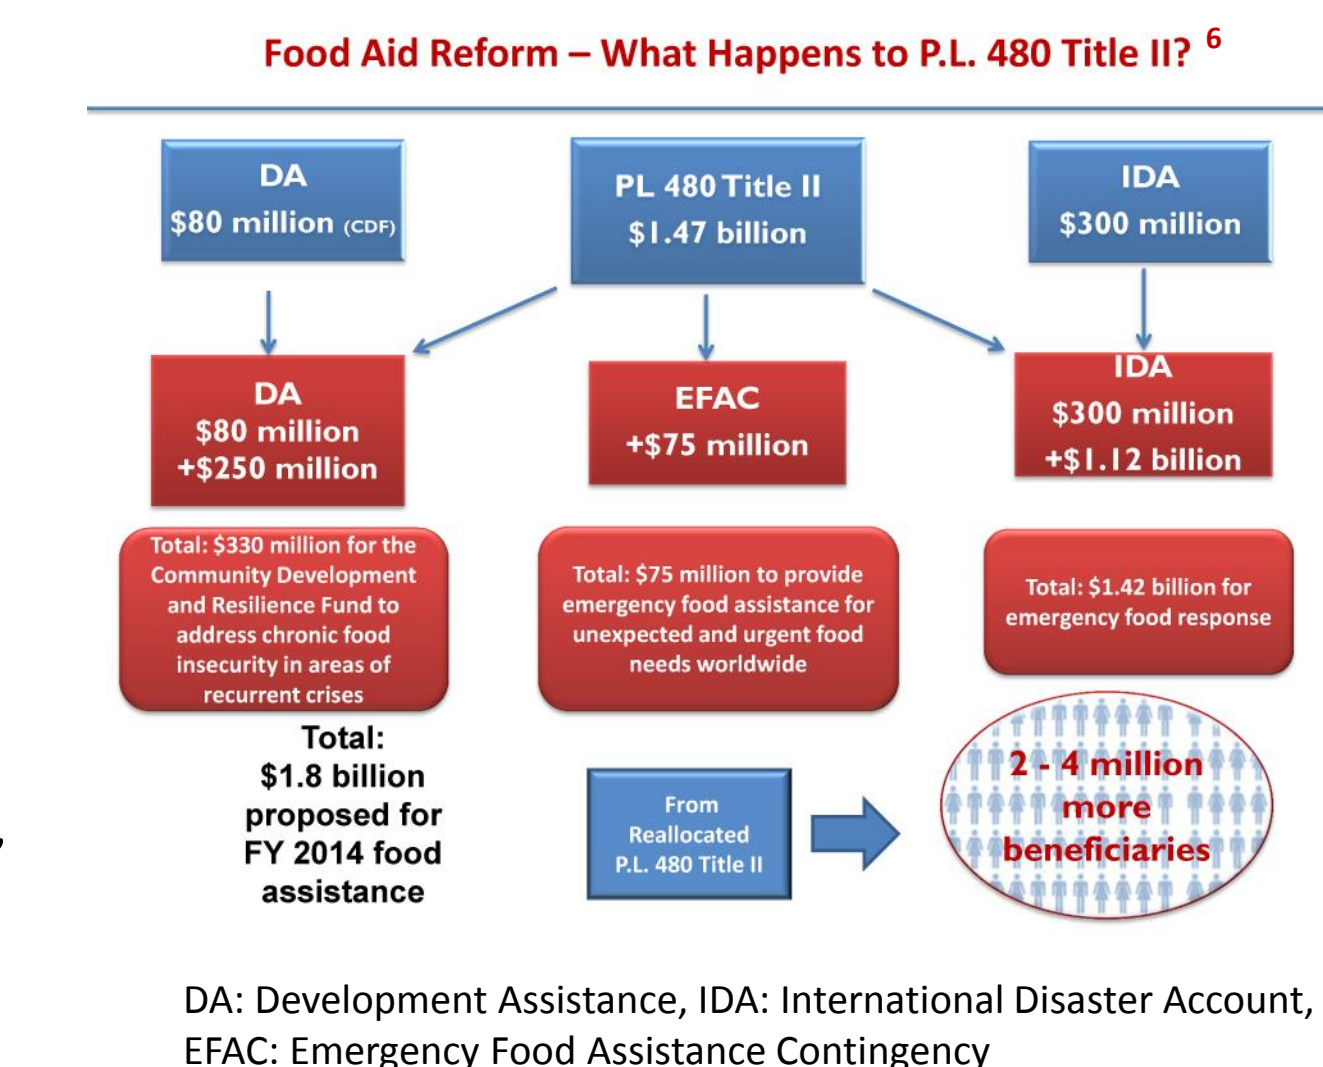 Food Aid Reform – What Happens to P.L. 480 Title II? 6
DA
$80 million (CDF)
PL 480 Title II
$1.47 billion
IDA
$300 million
DA
$80 million
+$250 million
EFAC
+$75 million
IDA
$300 million
+$1.12 billion
Total: $330 million for the
Community Development
and Resilience Fund to
address chronic food
insecurity in areas of
recurrent crises
Total: $75 million to provide
emergency food assistance for
unexpected and urgent food
needs worldwide
Total: $1.42 billion for
emergency food response
Total:
$1.8 billion
proposed for
FY 2014 food
assistance
,
From
Reallocated
P.L. 480 Title II
2 - 4 million
more
beneficiaries
DA: Development Assistance, IDA: International Disaster Account,
EFAC: Emergency Food Assistance Contingency